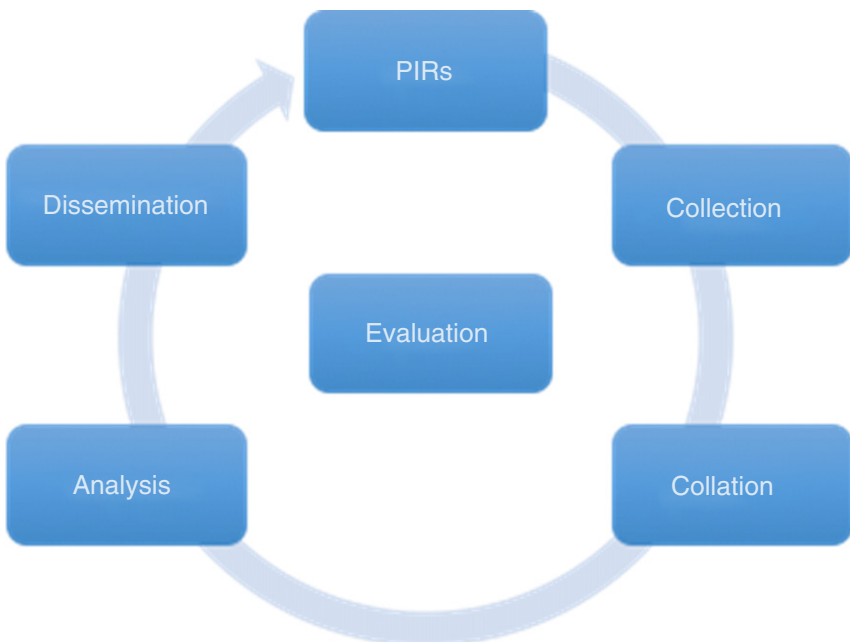 PIRs
Collection
Collation
Analysis
Dissemination
Evaluation